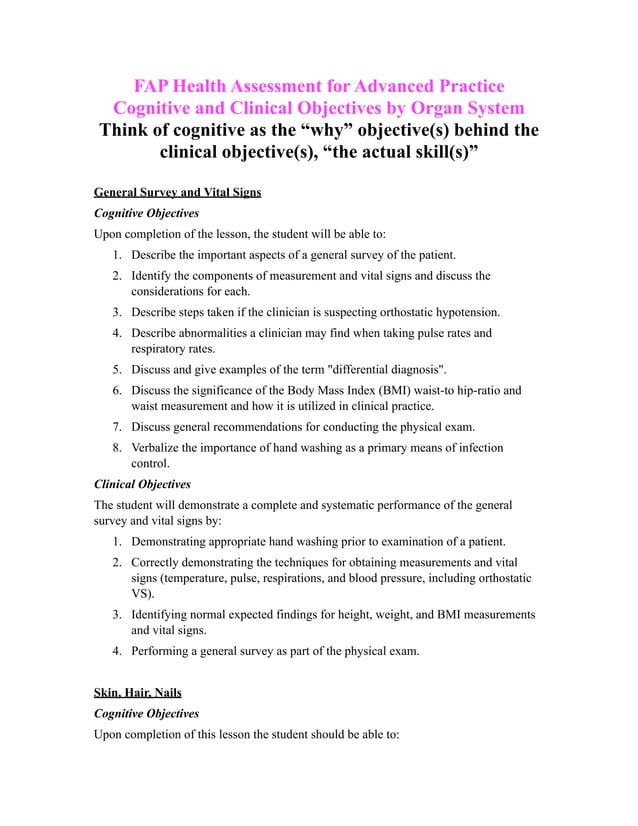 FAP Health Assessment for Advanced Practice
Cognitive and Clinical Objectives by Organ System
Think of cognitive as the “why” objective(s) behind the
clinical objective(s), “the actual skill(s)”
General Survey and Vital Signs
Cognitive Objectives
Upon completion of the lesson, the student will be able to:
1. Describe the important aspects of a general survey of the patient.
2. Identify the components of measurement and vital signs and discuss the
considerations for each.
3. Describe steps taken if the clinician is suspecting orthostatic hypotension.
4. Describe abnormalities a clinician may find when taking pulse rates and
respiratory rates.
5. Discuss and give examples of the term "differential diagnosis".
6. Discuss the significance of the Body Mass Index (BMI) waist-to hip-ratio and
waist measurement and how it is utilized in clinical practice.
7. Discuss general recommendations for conducting the physical exam.
8. Verbalize the importance of hand washing as a primary means of infection
control.
Clinical Objectives
The student will demonstrate a complete and systematic performance of the general
survey and vital signs by:
1. Demonstrating appropriate hand washing prior to examination of a patient.
2. Correctly demonstrating the techniques for obtaining measurements and vital
signs (temperature, pulse, respirations, and blood pressure, including orthostatic
VS).
3. Identifying normal expected findings for height, weight, and BMI measurements
and vital signs.
4. Performing a general survey as part of the physical exam.
Skin, Hair, Nails
Cognitive Objectives
Upon completion of this lesson the student should be able to: